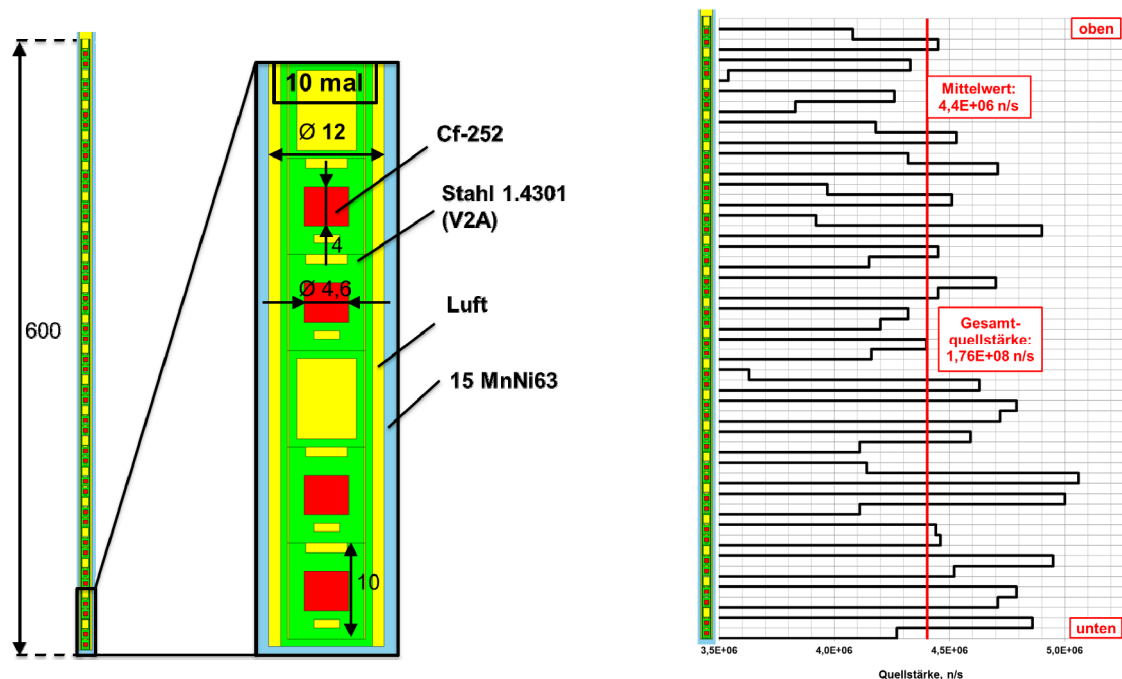 10 mal
Ø 12
Cf-252
Stahl 1.4301
(V2A)
4
Ø 4,6
Luft
600
15 MnNi63
10
oben
Mittelwert:
4,4E+06 n/s
Gesamt-
quellstärke:
1,76E+08 n/s
unten
3,5E+06 4,0E+06 4,5E+06 5,0E+06
Quellstärke, n/s